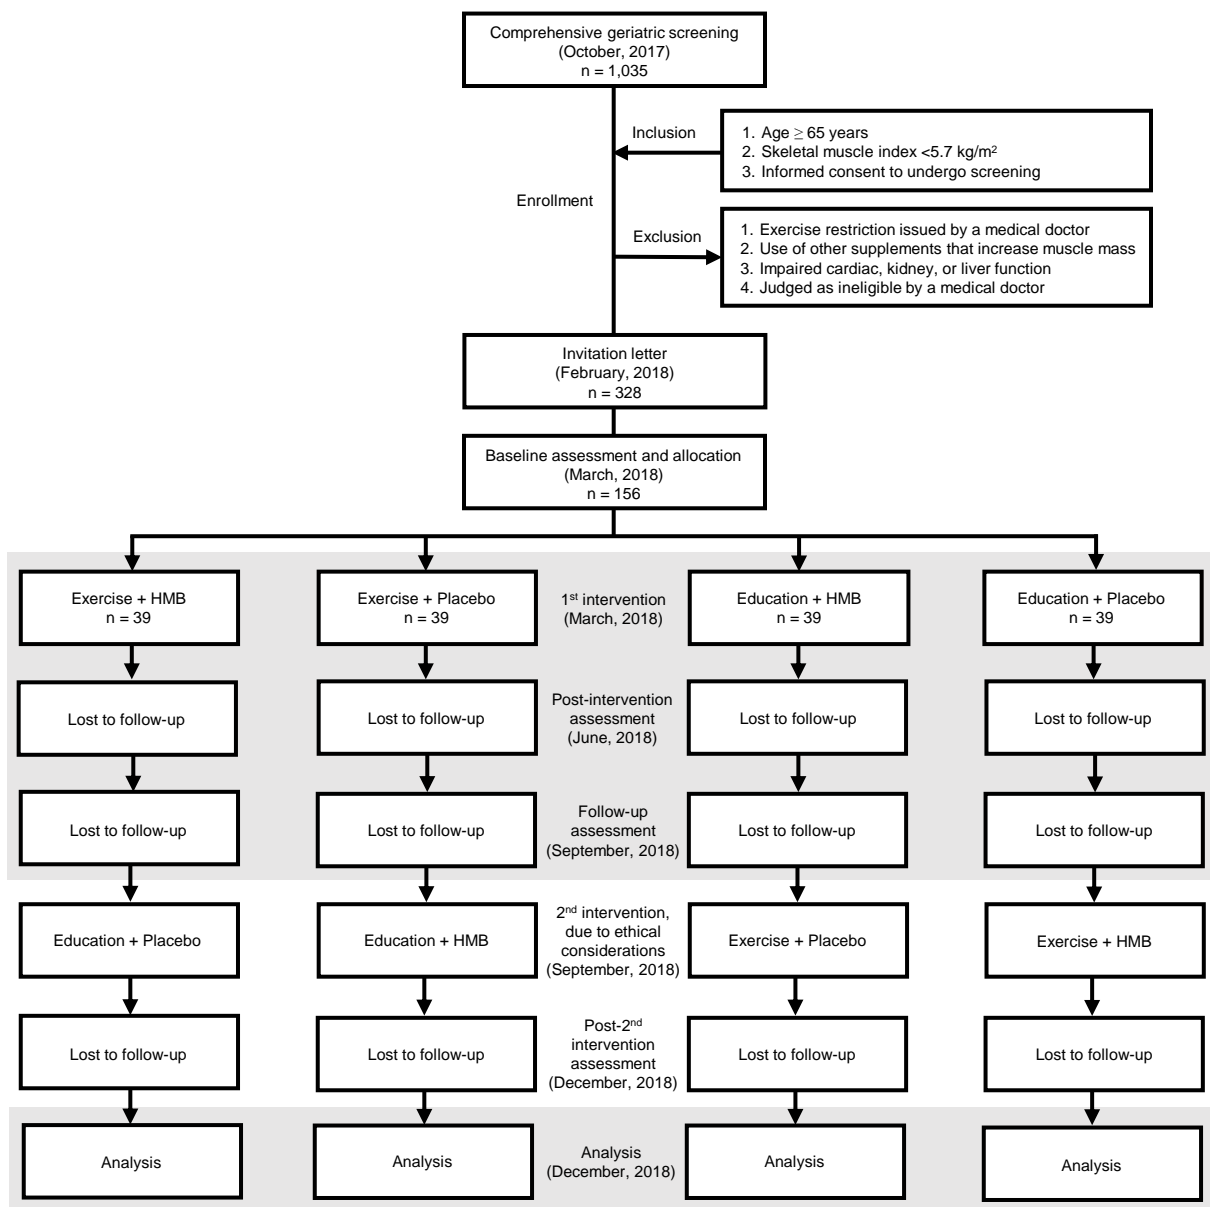 Comprehensive geriatric screening
(October, 2017)
n = 1,035
Inclusion
1. Age ≥ 65 years
2. Skeletal muscle index <5.7 kg/m²
3. Informed consent to undergo screening
Enrollment
Exclusion
1. Exercise restriction issued by a medical doctor
2. Use of other supplements that increase muscle mass
3. Impaired cardiac, kidney, or liver function
4. Judged as ineligible by a medical doctor
Invitation letter
(February, 2018)
n = 328
Baseline assessment and allocation
(March, 2018)
n = 156
Exercise + HMB
n = 39
Exercise + Placebo
n = 39
1st intervention
(March, 2018)
Education + HMB
n = 39
Education + Placebo
n = 39
Lost to follow-up
Lost to follow-up
Post-intervention
assessment
(June, 2018)
Lost to follow-up
Lost to follow-up
Lost to follow-up
Lost to follow-up
Follow-up
assessment
(September, 2018)
Lost to follow-up
Lost to follow-up
Education + Placebo
Education + HMB
2nd intervention,
due to ethical
considerations
(September, 2018)
Exercise + Placebo
Exercise + HMB
Lost to follow-up
Lost to follow-up
Post-2nd
intervention
assessment
(December, 2018)
Lost to follow-up
Lost to follow-up
Analysis
Analysis
Analysis
(December, 2018)
Analysis
Analysis